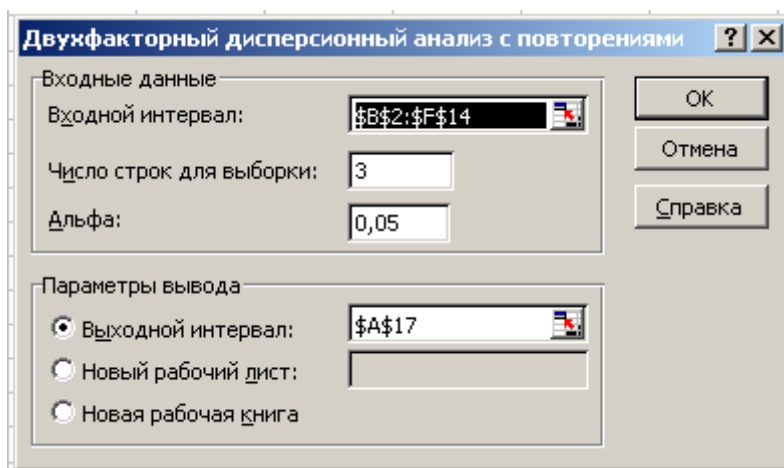 Двухфакторный дисперсионный анализ с повторениями ? ×
Входные данные
Входной интервал: $B$2:$F$14
Число строк для выборки: 3
Альфа: 0,05
OK
Отмена
Справка
Параметры вывода
Выходной интервал: $A$17
Новый рабочий лист:
Новая рабочая книга